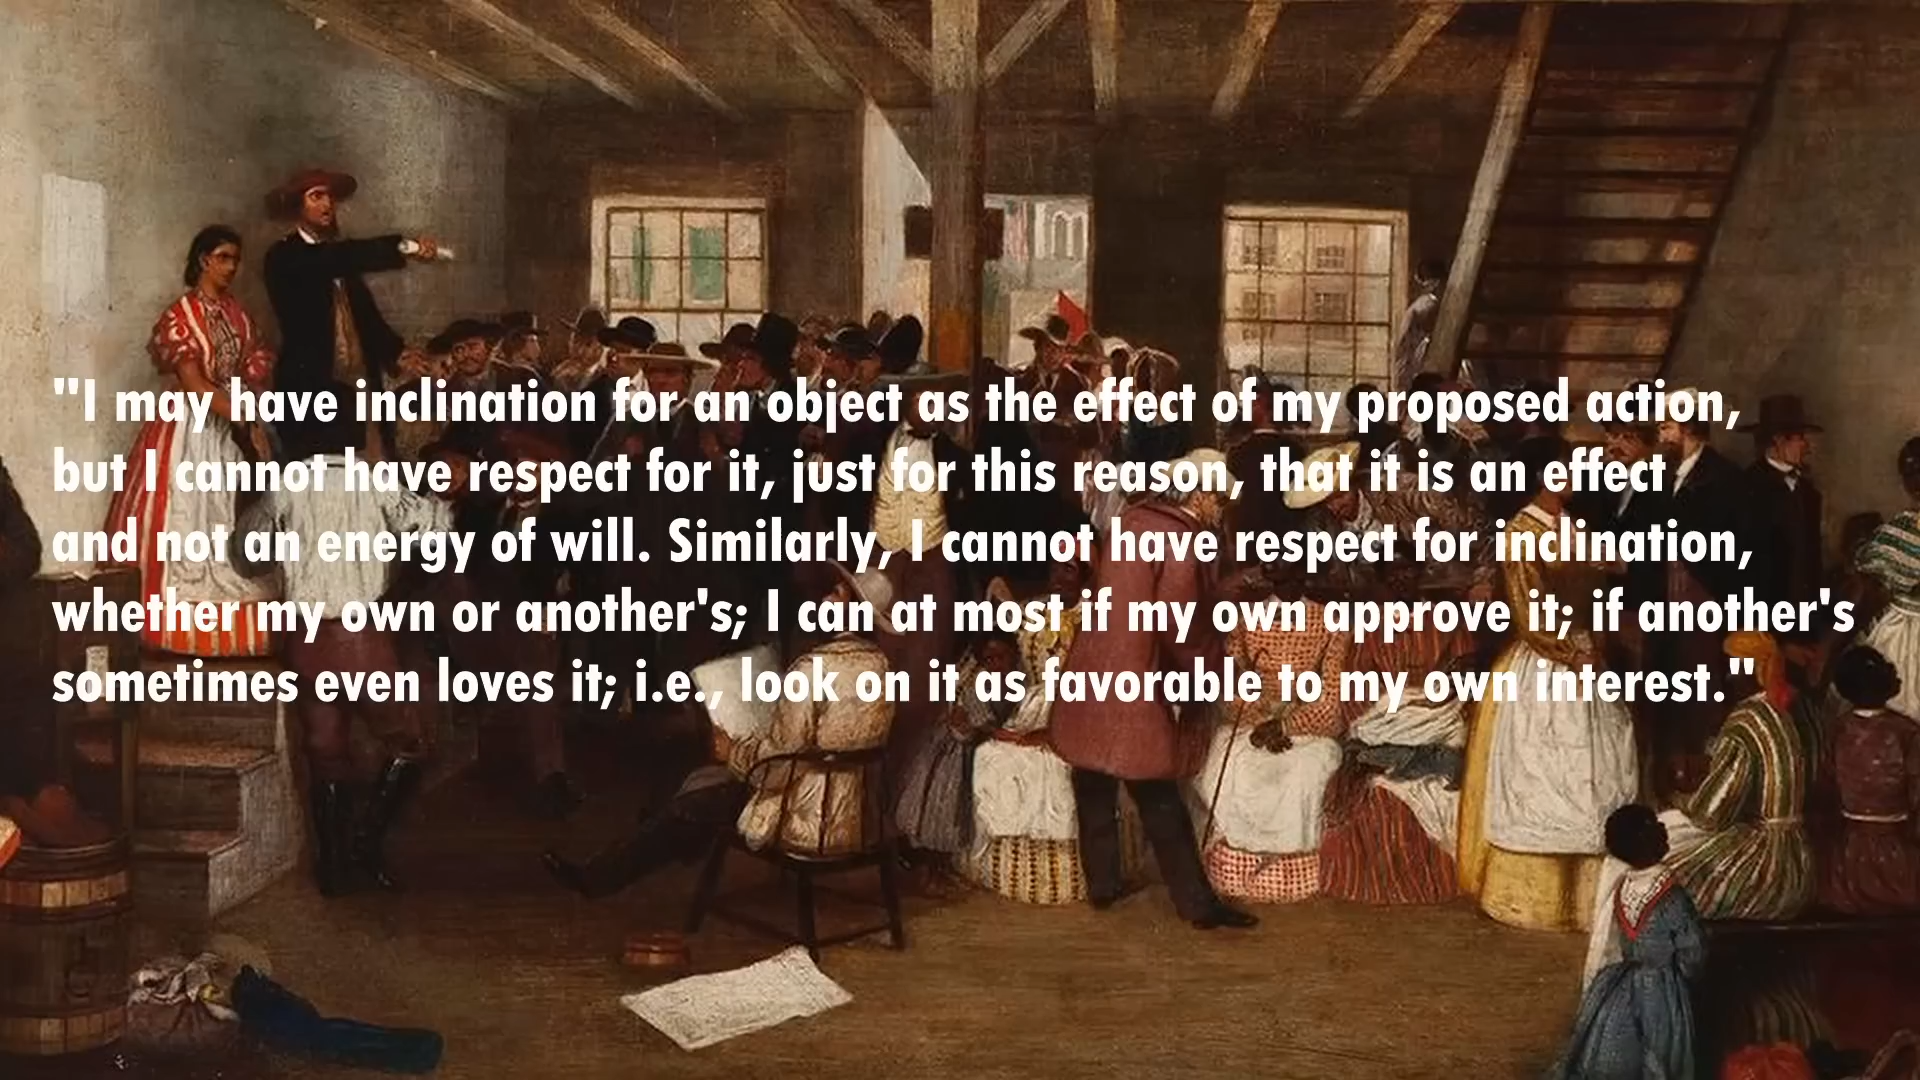 "I may have inclination for an object as the effect of my proposed action,
but I cannot have respect for it, just for this reason, that it is an effect
and not an energy of will. Similarly, I cannot have respect for inclination,
whether my own or another's; I can at most if my own approve it; if another's
sometimes even loves it; i.e., look on it as favorable to my own interest."